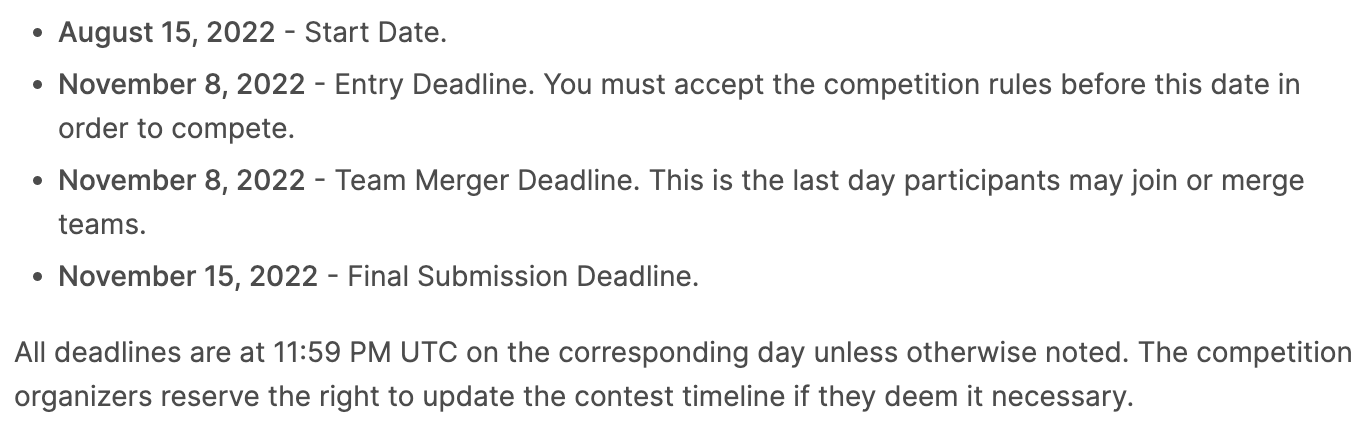 • August 15, 2022 - Start Date.
• November 8, 2022 - Entry Deadline. You must accept the competition rules before this date in
order to compete.
• November 8, 2022 - Team Merger Deadline. This is the last day participants may join or merge
teams.
• November 15, 2022 - Final Submission Deadline.
All deadlines are at 11:59 PM UTC on the corresponding day unless otherwise noted. The competition
organizers reserve the right to update the contest timeline if they deem it necessary.